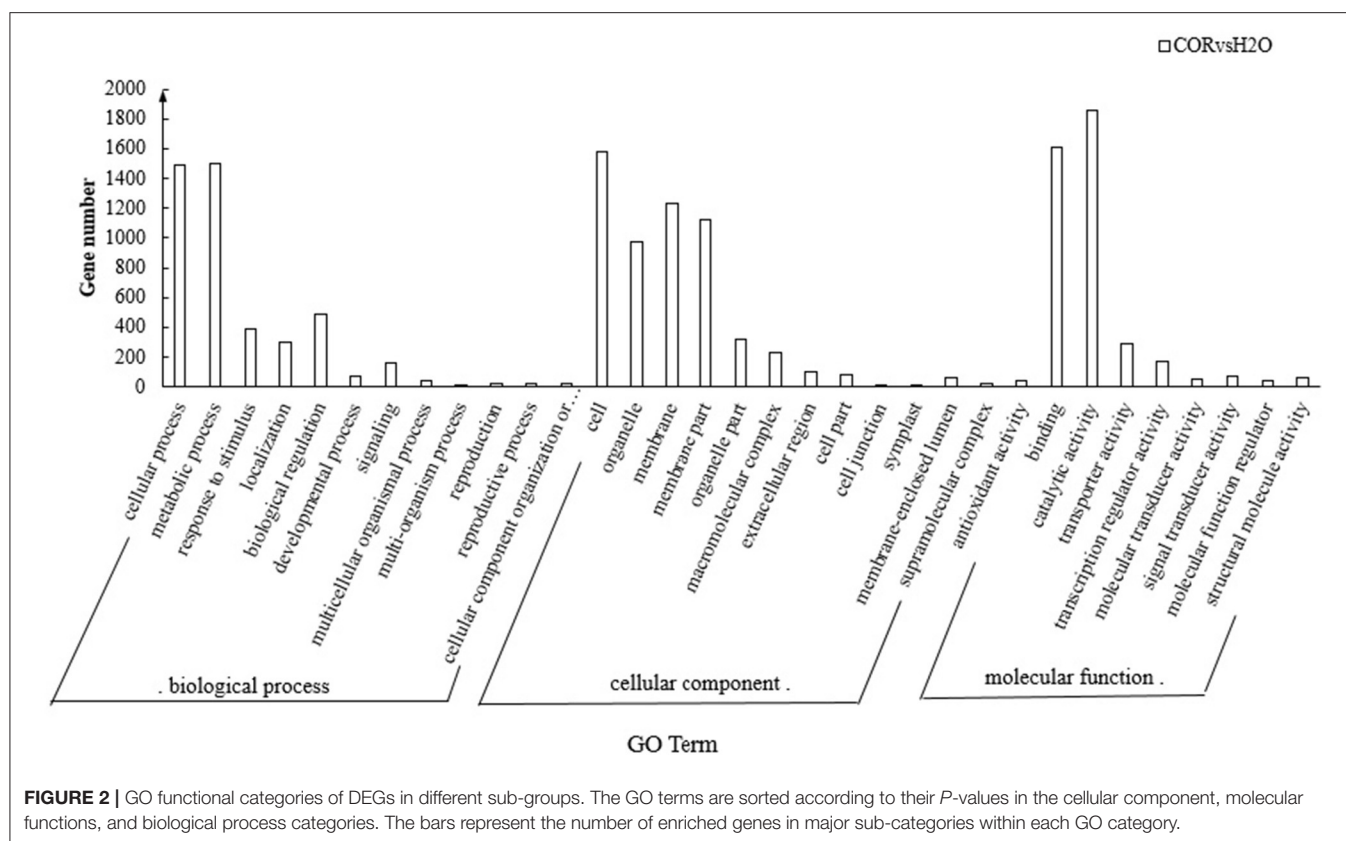 □CORvsH2O
2000
1800
1600
1400
1200
1000
800
600
400
200
0
Gene number
cellular process
metabolic process
response to stimulus
localization
biological regulation
developmental process
signaling
multicellular organismal process
multi-organism process
reproduction
reproductive process
cellular component organization or…
cell
organelle
membrane
membrane part
organelle part
macromolecular complex
extracellular region
cell part
cell junction
symplast
membrane-enclosed lumen
supramolecular complex
antioxidant activity
binding
catalytic activity
transporter activity
transcription regulator activity
molecular transducer activity
signal transducer activity
molecular function regulator
structural molecule activity
. biological process
cellular component .
molecular function .
GO Term
FIGURE 2 | GO functional categories of DEGs in different sub-groups. The GO terms are sorted according to their P-values in the cellular component, molecular
functions, and biological process categories. The bars represent the number of enriched genes in major sub-categories within each GO category.